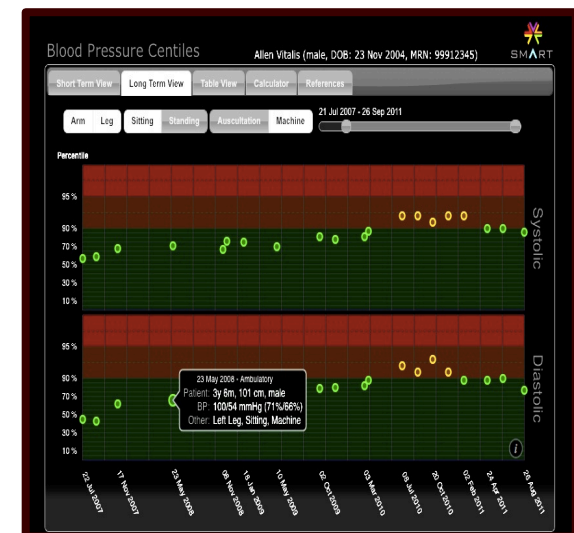 Blood Pressure Centiles
Allen Vitalis (male, DOB: 23 Nov 2004, MRN: 99912345)
SMART
Short Term View
Long Term View
Table View
Calculator
References
Arm Leg
Sitting Standing
Auscultation Machine
21 Jul 2007 - 26 Sep 2011
Percentile
95 %
90 %
70 %
50 %
30 %
10 %
Systolic
95 %
90 %
70 %
50 %
30 %
10 %
Diastolic
23 May 2008 - Ambulatory
Patient: 3y 6m, 101 cm, male
BP: 100/54 mmHg (71%/66%)
Other: Left Leg, Sitting, Machine
i
22 Jul 2007
17 Nov 2007
23 May 2008
06 Nov 2008
18 Jan 2009
10 May 2009
02 Oct 2009
03 Mar 2010
08 Jul 2010
20 Oct 2010
02 Feb 2011
24 Apr 2011
26 Aug 2011